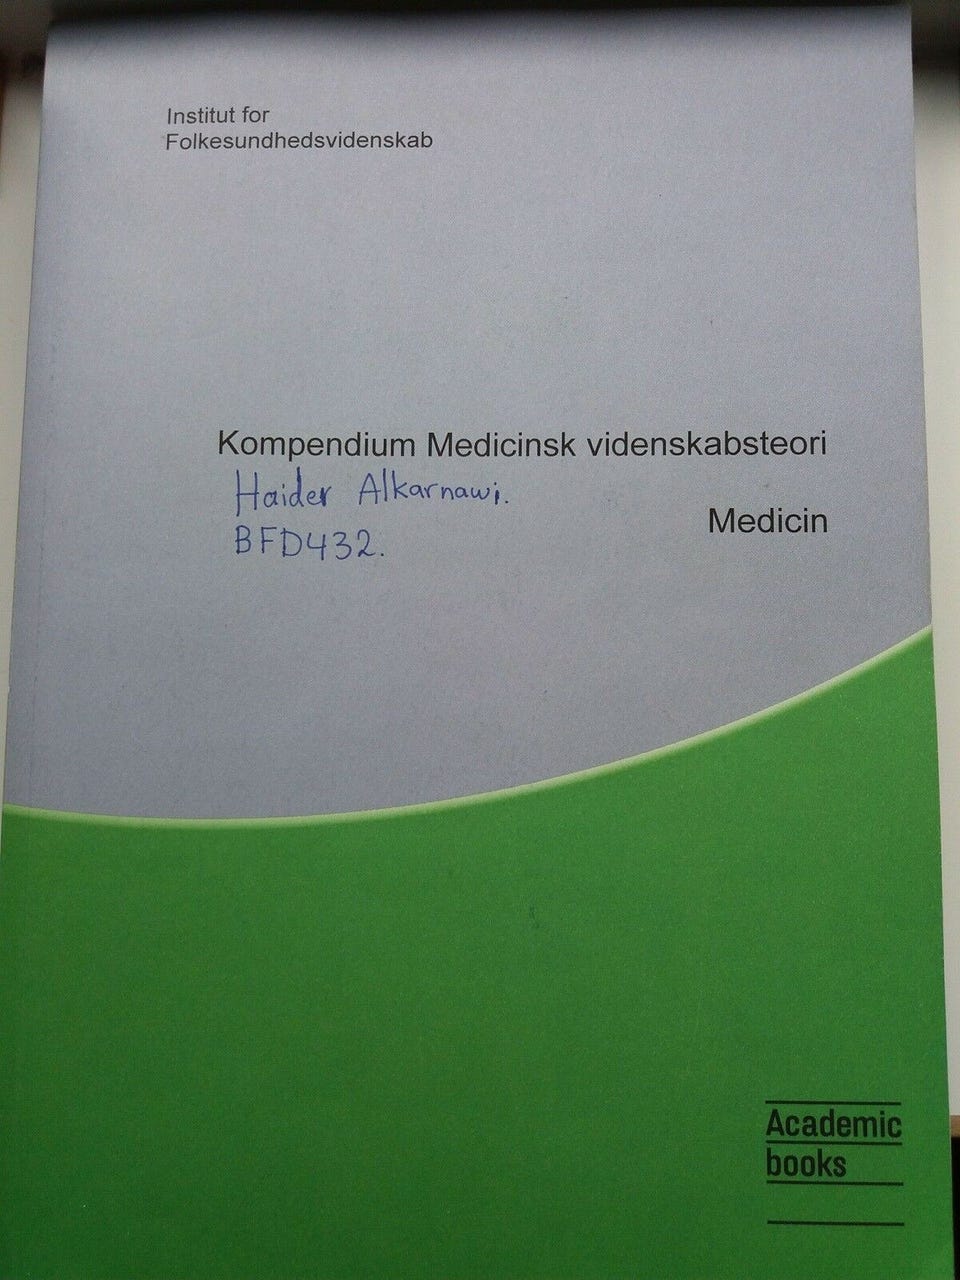 Institut for
Folkesundhedsvidenskab
Kompendium Medicinsk videnskabsteori
Haider Alkarnawi.
Medicin
BFD432.
Academic
books